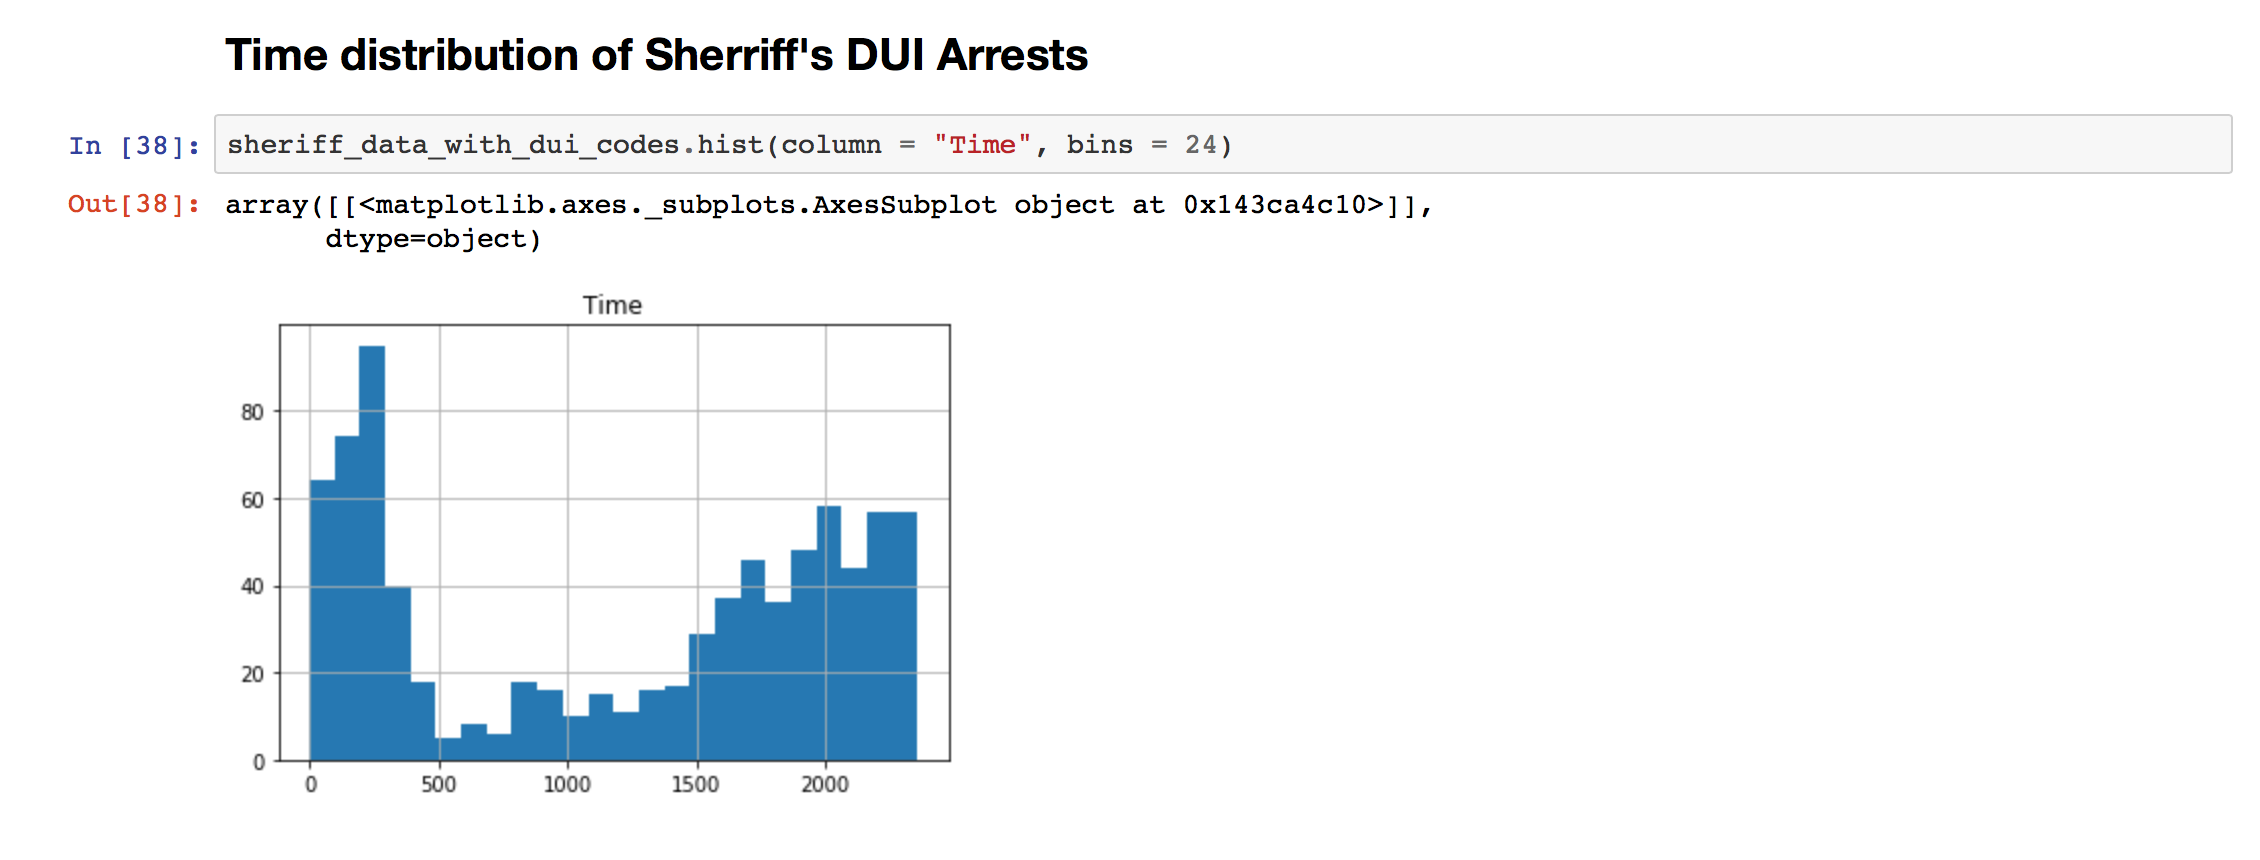 Time distribution of Sherriff's DUI Arrests
In [38]: sheriff_data_with_dui_codes.hist(column = "Time", bins = 24)
Out[38]: array([[<matplotlib.axes._subplots.AxesSubplot object at 0x143ca4c10>]],
dtype=object)
Time
80
60
40
20
0
0 500 1000 1500 2000